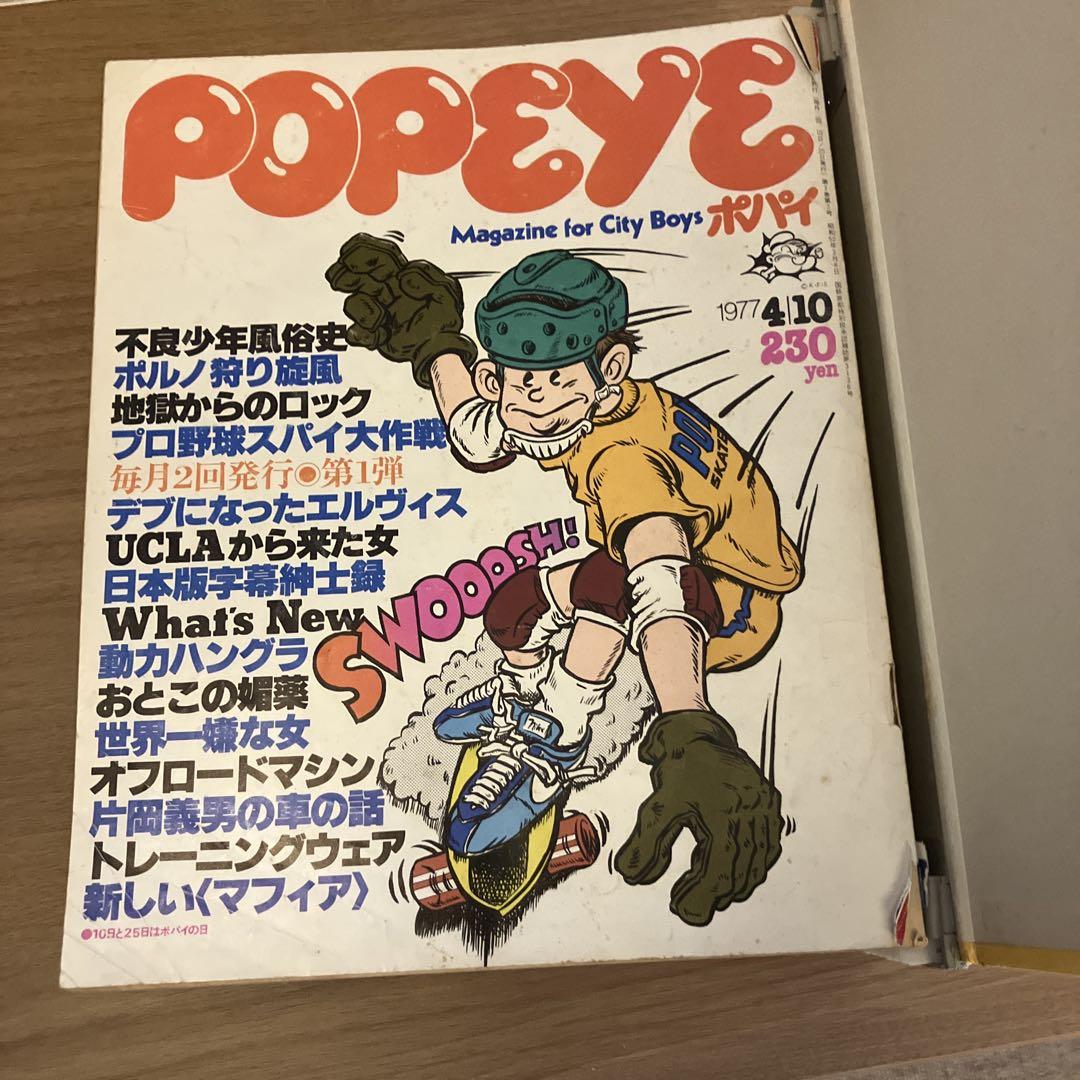 POPEYE
Magazine for City Boys ポパイ
©K.F.S
1977 4|10
230
yen
不良少年風俗史
ポルノ狩り旋風
地獄からのロック
プロ野球スパイ大作戦
毎月2回発行◉第1弾
デブになったエルヴィス
UCLAから来た女
日本版字幕紳士録
What's New
動力ハングラ
おとこの媚薬
世界一嫌な女
オフロードマシン
片岡義男の車の話
トレーニングウェア
新しい〈マフィア〉
●10日と25日はポパイの日
SWOOOSH!
PO
SKATE